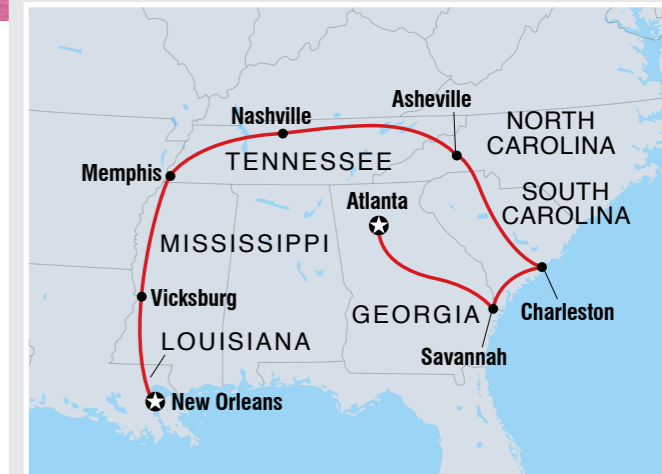 Nashville
Asheville
NORTH
CAROLINA
TENNESSEE
Memphis
SOUTH
CAROLINA
Atlanta
MISSISSIPPI
Vicksburg
GEORGIA
Charleston
LOUISIANA
Savannah
New Orleans